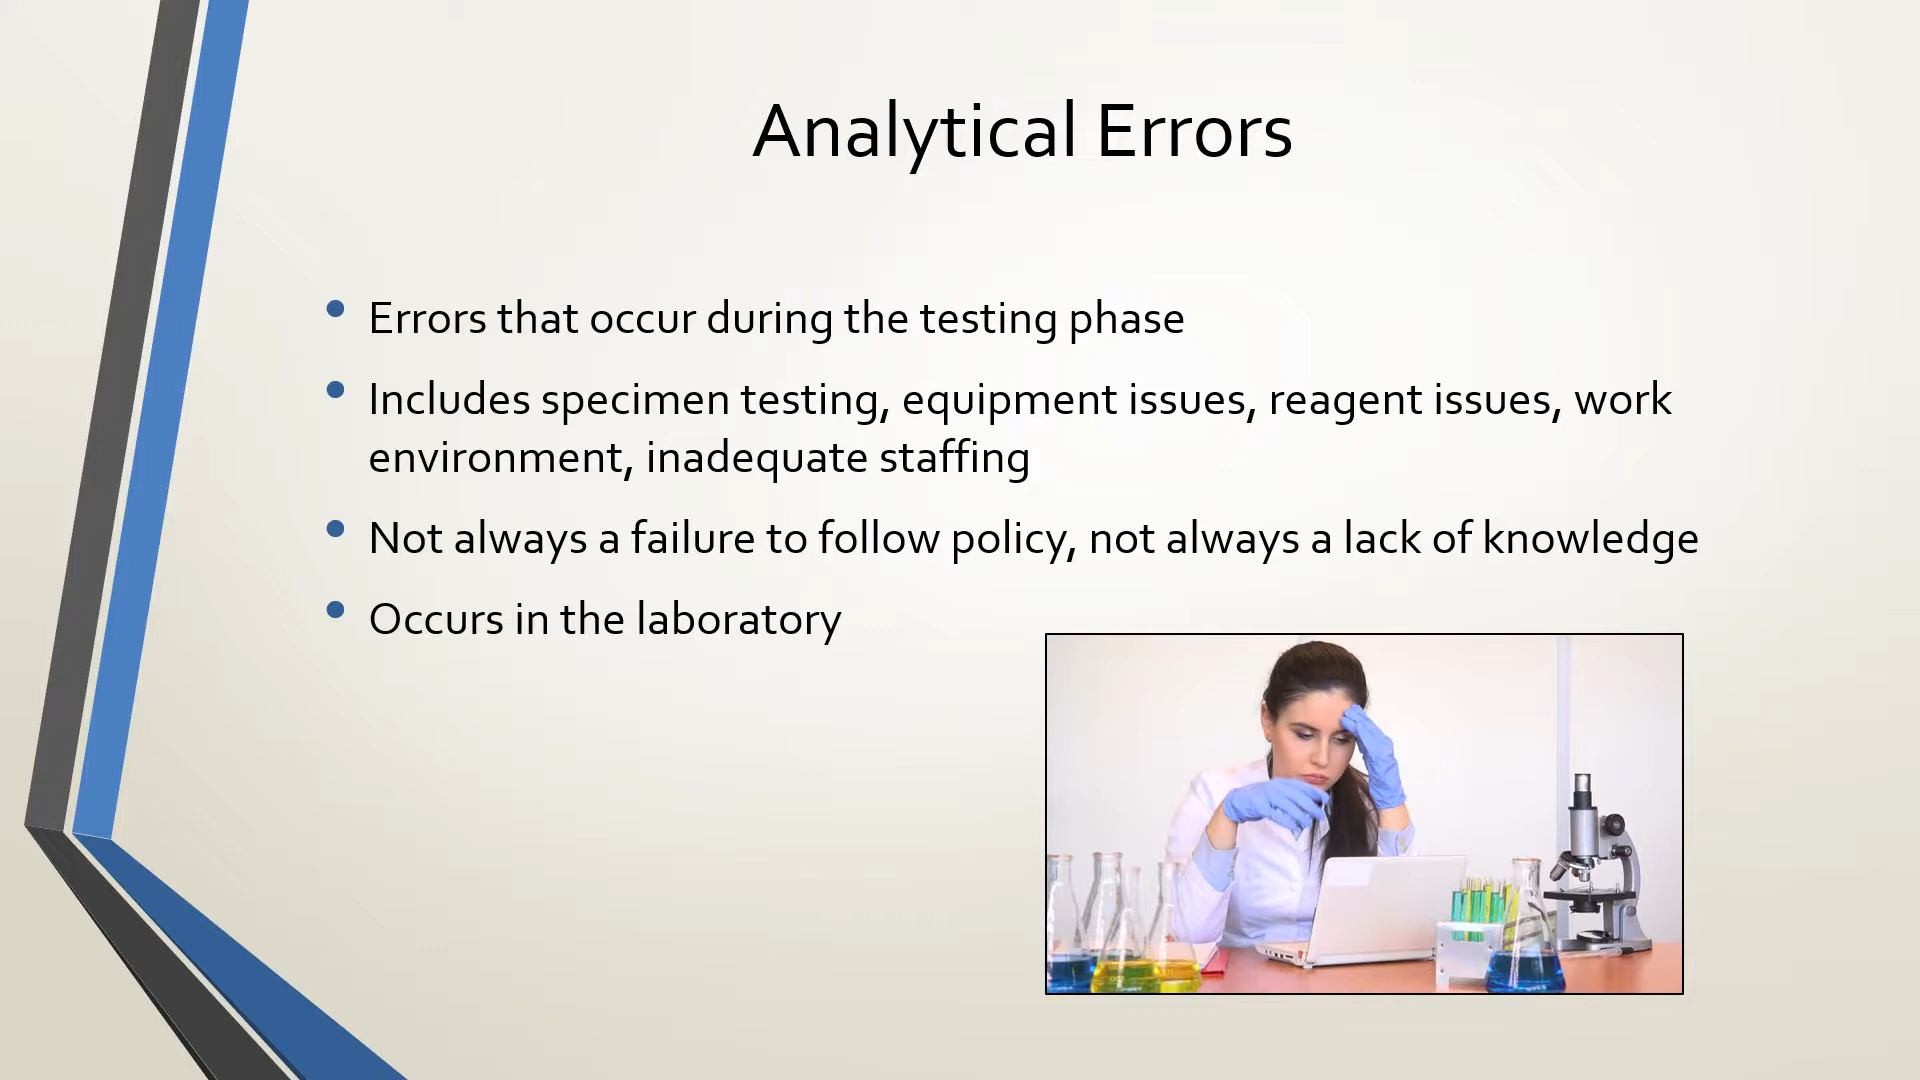 Analytical Errors
Errors that occur during the testing phase
Includes specimen testing, equipment issues, reagent issues, work
environment, inadequate staffing
Not always a failure to follow policy, not always a lack of knowledge
Occurs in the laboratory